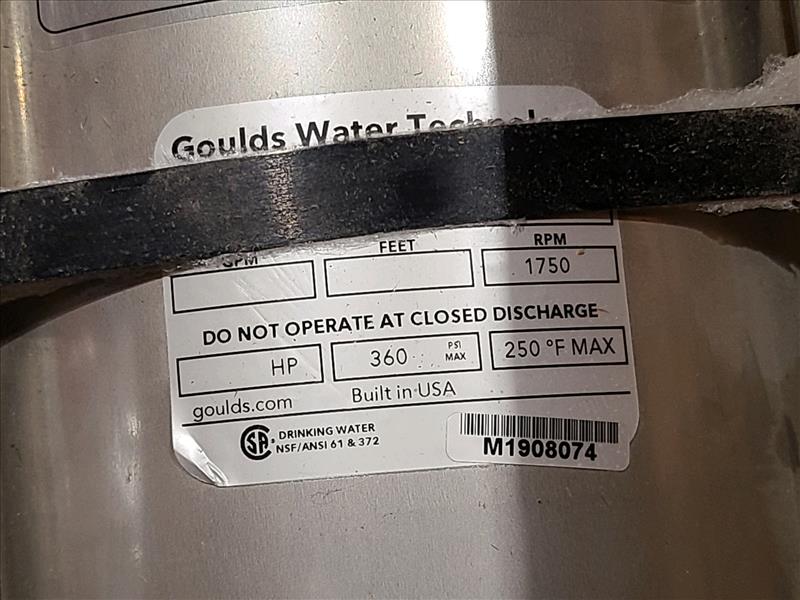 Goulds Water Technolo
GPM FEET RPM
1750
DO NOT OPERATE AT CLOSED DISCHARGE
HP 360 PSI MAX 250 °F MAX
goulds.com Built in USA
DRINKING WATER
NSF/ANSI 61 & 372
M1908074